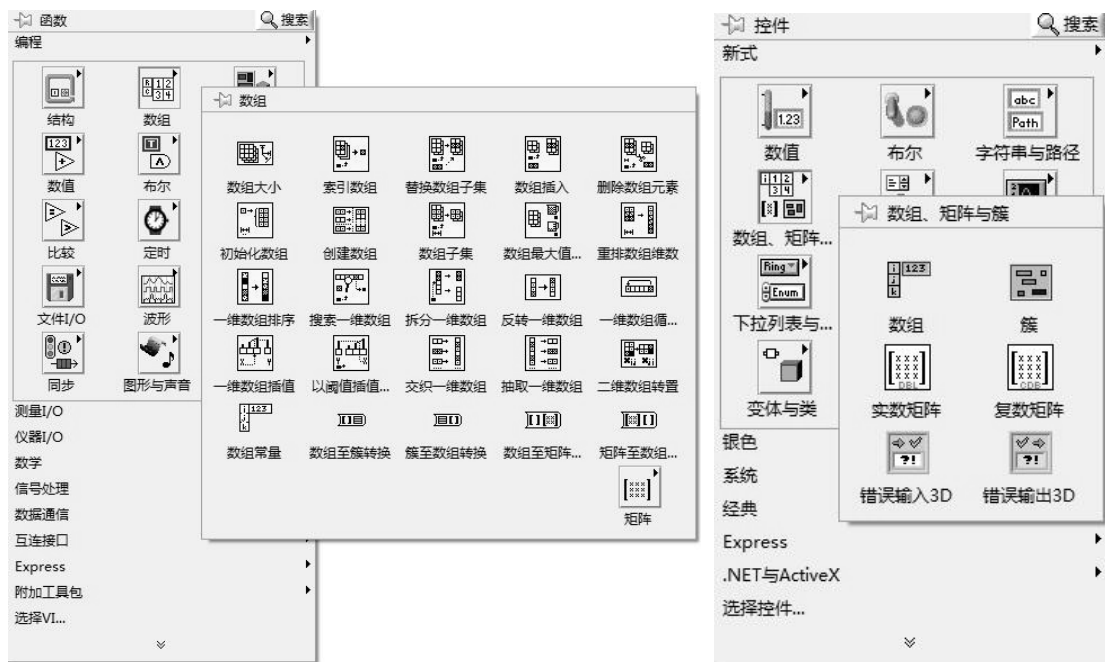 函数 搜索
编程
结构 数组
数值 布尔
比较 定时
文件I/O 波形
同步 图形与声音
测量I/O
仪器I/O
数学
信号处理
数据通信
互连接口
Express
附加工具包
选择VI...
数组
数组大小 索引数组 替换数组子集 数组插入 删除数组元素
初始化数组 创建数组 数组子集 数组最大值... 重排数组维数
一维数组排序 搜索一维数组 拆分一维数组 反转一维数组 一维数组循...
一维数组插值 以阈值插值... 交织一维数组 抽取一维数组 二维数组转置
数组常量 数组至簇转换 簇至数组转换 数组至矩阵... 矩阵至数组...
矩阵
控件 搜索
新式
1.23 abc
Path
数值 布尔 字符串与路径
数组、矩阵...
Ring
Enum
下拉列表与...
变体与类
银色
系统
经典
Express
.NET与ActiveX
选择控件...
数组、矩阵与簇
数组 簇
DBL CDB
实数矩阵 复数矩阵
?! ?!
错误输入3D 错误输出3D